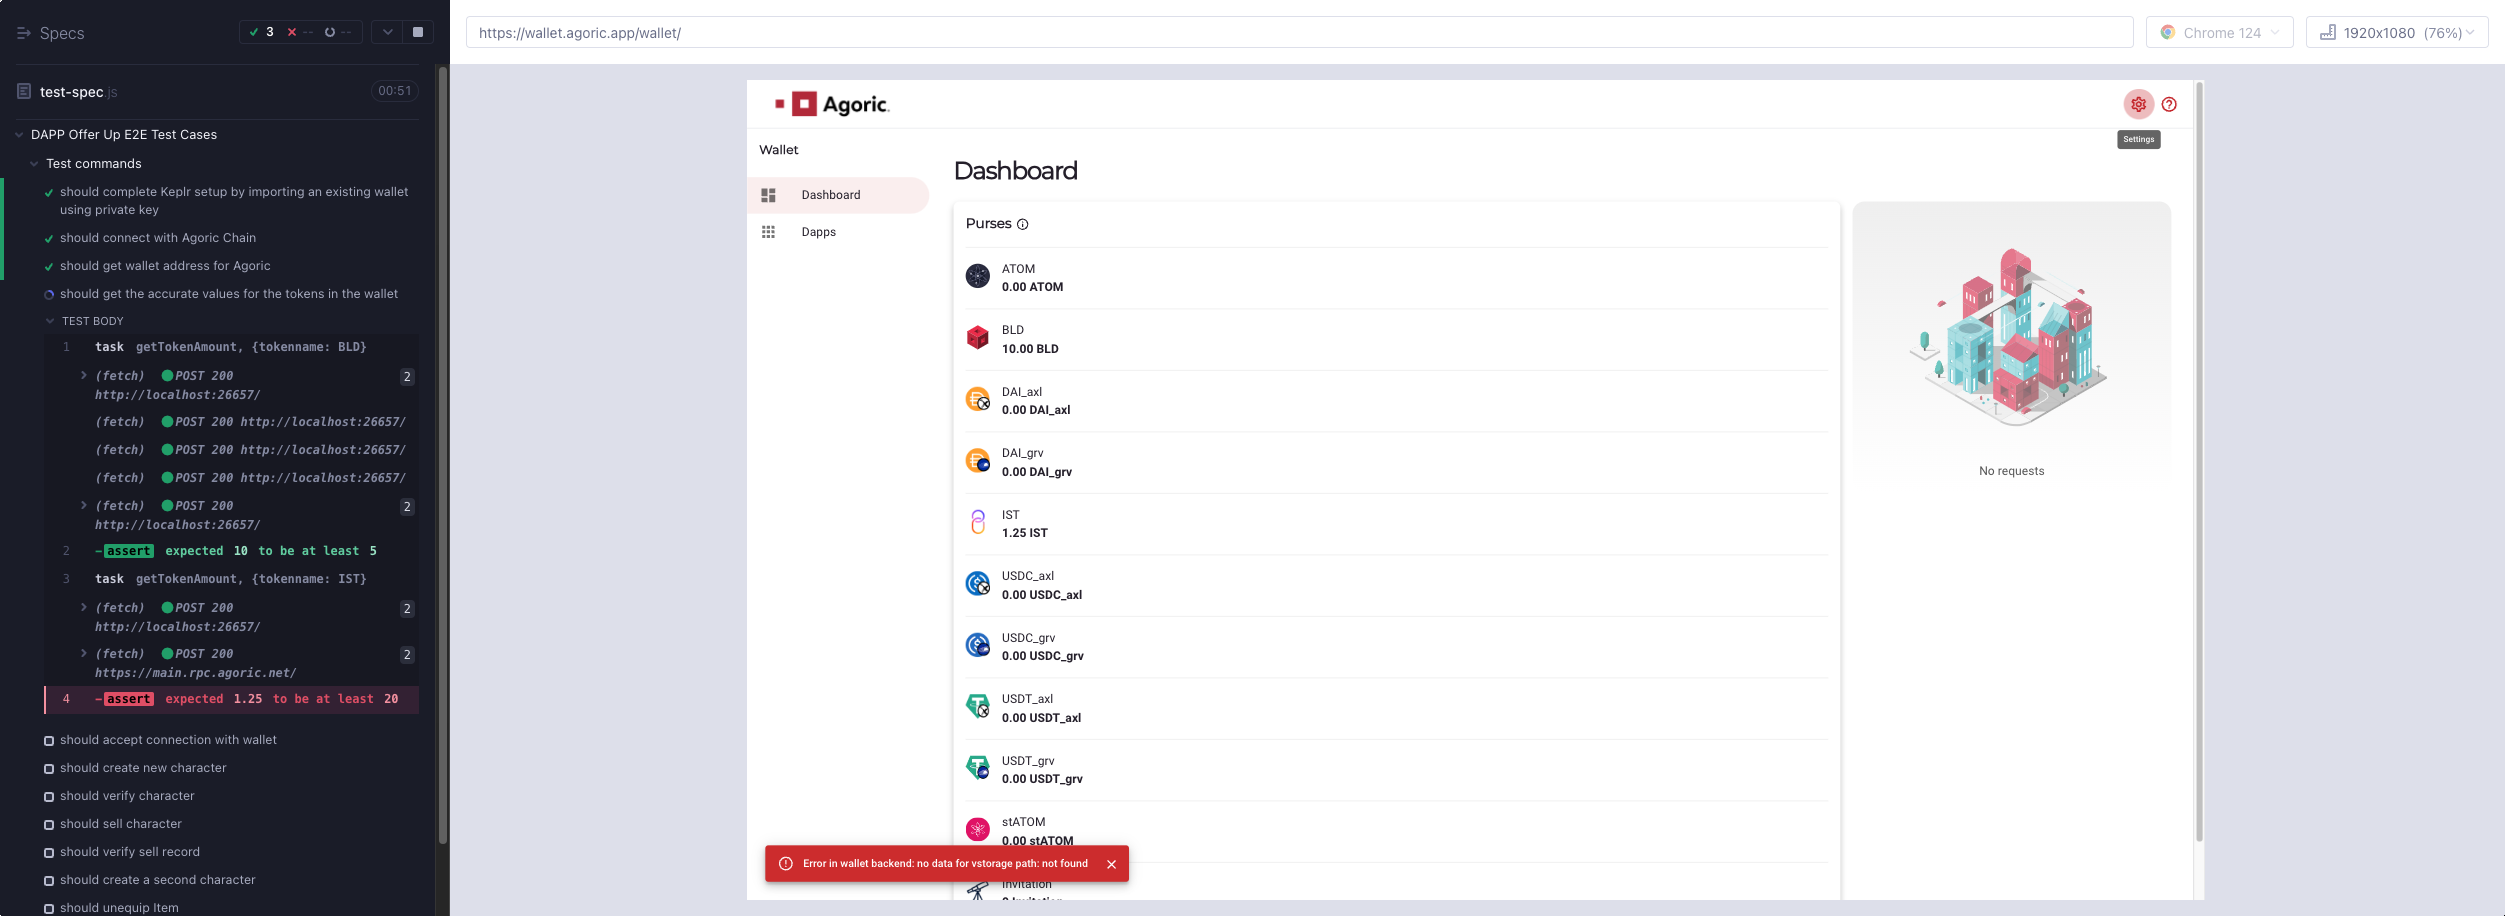 Specs
3
--
--
test-spec.js
00:51
DAPP Offer Up E2E Test Cases
Test commands
should complete Keplr setup by importing an existing wallet
using private key
should connect with Agoric Chain
should get wallet address for Agoric
should get the accurate values for the tokens in the wallet
TEST BODY
1 task getTokenAmount, {tokenname: BLD}
(fetch) POST 200 2
http://localhost:26657/
(fetch) POST 200 http://localhost:26657/
(fetch) POST 200 http://localhost:26657/
(fetch) POST 200 http://localhost:26657/
(fetch) POST 200 2
http://localhost:26657/
2 -assert expected 10 to be at least 5
3 task getTokenAmount, {tokenname: IST}
(fetch) POST 200 2
http://localhost:26657/
(fetch) POST 200 2
https://main.rpc.agoric.net/
4 -assert expected 1.25 to be at least 20
should accept connection with wallet
should create new character
should verify character
should sell character
should verify sell record
should create a second character
should unequip Item
https://wallet.agoric.app/wallet/
Chrome 124
1920x1080 (76%)
Agoric.
Settings
Wallet
Dashboard
Dapps
Dashboard
Purses
ATOM
0.00 ATOM
BLD
10.00 BLD
DAI_axl
0.00 DAI_axl
DAI_grv
0.00 DAI_grv
IST
1.25 IST
USDC_axl
0.00 USDC_axl
USDC_grv
0.00 USDC_grv
USDT_axl
0.00 USDT_axl
USDT_grv
0.00 USDT_grv
stATOM
0.00 stATOM
Invitation
0 Invitation
No requests
Error in wallet backend: no data for vstorage path: not found